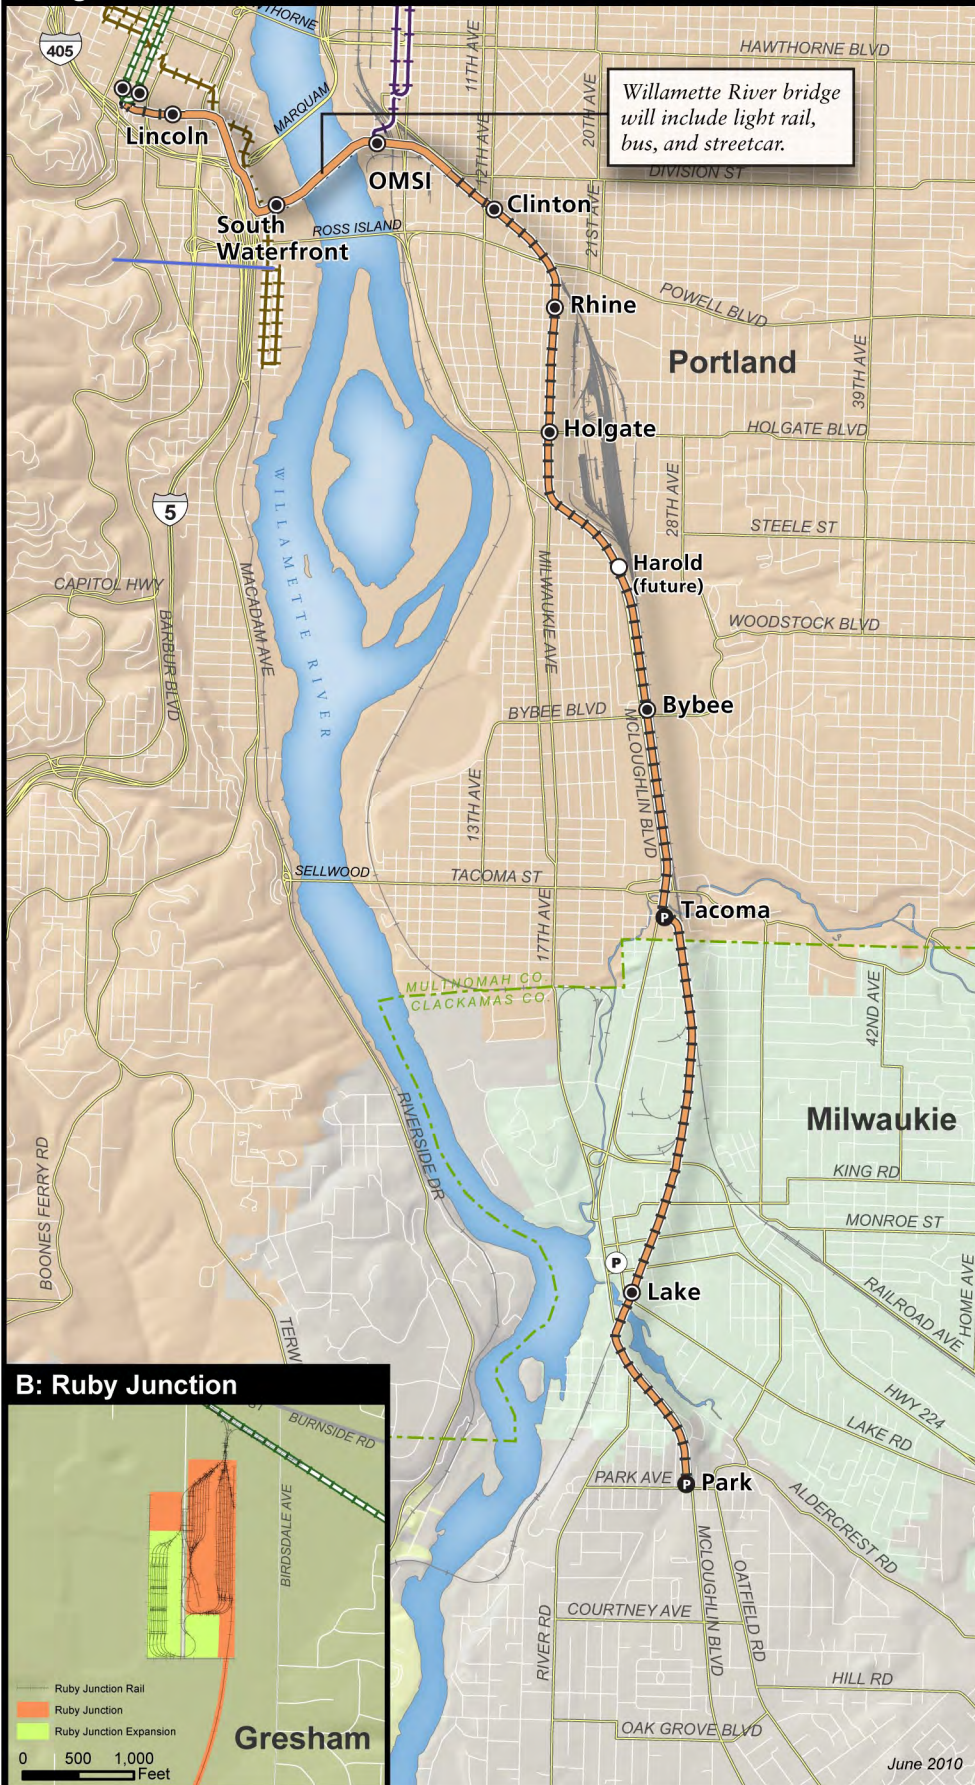 THORNE
405
11TH AVE
HAWTHORNE BLVD
MARQUAM
20TH AVE
Willamette River bridge
will include light rail,
bus, and streetcar.
Lincoln
12TH AVE
OMSI
DIVISION ST
Clinton
21ST AVE
South
Waterfront
ROSS ISLAND
Rhine
POWELL BLVD
Portland
39TH AVE
Holgate
HOLGATE BLVD
WILLAMETTE RIVER
28TH AVE
5
STEELE ST
Harold
(future)
CAPITOL HWY
MACADAM AVE
MILWAUKIE AVE
BARBUR BLVD
WOODSTOCK BLVD
Bybee
BYBEE BLVD
MCLOUGHLIN BLVD
13TH AVE
SELLWOOD
TACOMA ST
17TH AVE
P
Tacoma
MULTNOMAH CO.
CLACKAMAS CO.
42ND AVE
RIVERSIDE DR
Milwaukie
BOONES FERRY RD
KING RD
MONROE ST
P
Lake
HOME AVE
RAILROAD AVE
TERW
HWY 224
LAKE RD
PARK AVE
P
Park
ALDERCREST RD
MCLOUGHLIN BLVD
OATFIELD RD
RIVER RD
COURTNEY AVE
HILL RD
OAK GROVE BLVD
June 2010
B: Ruby Junction
ST
BURNSIDE RD
BIRDSDALE AVE
Ruby Junction Rail
Ruby Junction
Ruby Junction Expansion
Gresham
0 500 1,000
Feet